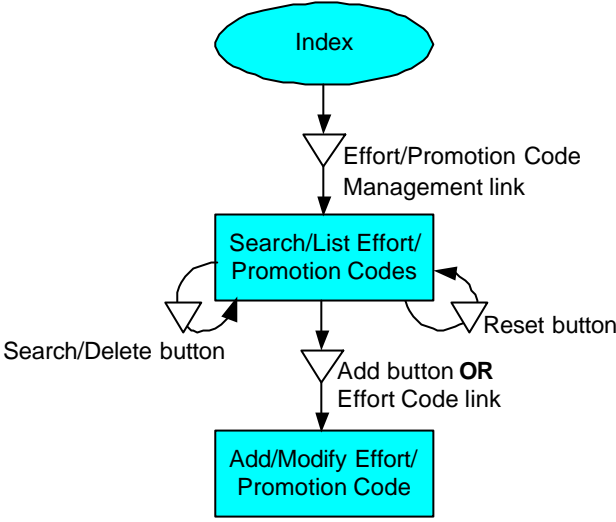 Index
Effort/Promotion Code
Management link
Search/List Effort/
Promotion Codes
Search/Delete button
Reset button
Add button OR
Effort Code link
Add/Modify Effort/
Promotion Code